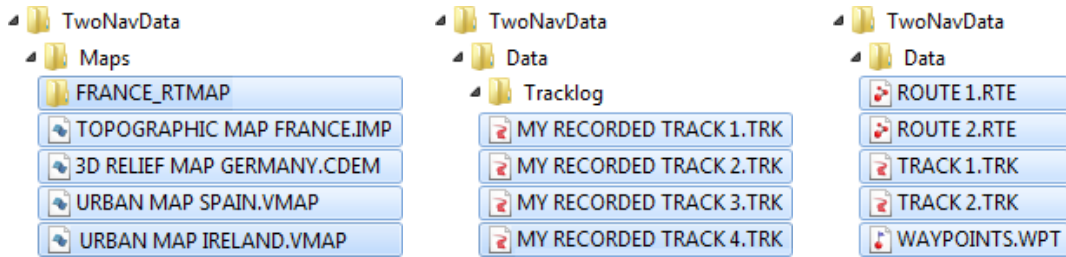 TwoNavData
Maps
FRANCE_RTMAP
TOPOGRAPHIC MAP FRANCE.IMP
3D RELIEF MAP GERMANY.CDEM
URBAN MAP SPAIN.VMAP
URBAN MAP IRELAND.VMAP
TwoNavData
Data
Tracklog
MY RECORDED TRACK 1.TRK
MY RECORDED TRACK 2.TRK
MY RECORDED TRACK 3.TRK
MY RECORDED TRACK 4.TRK
TwoNavData
Data
ROUTE 1.RTE
ROUTE 2.RTE
TRACK 1.TRK
TRACK 2.TRK
WAYPOINTS.WPT